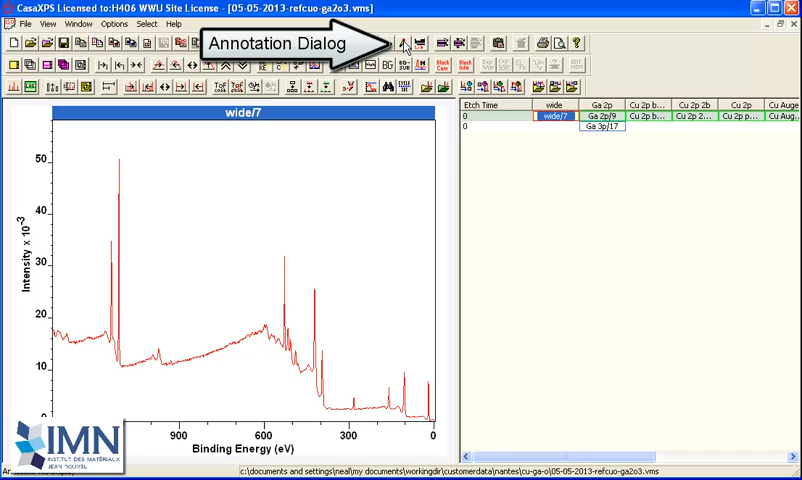 CasaXPS Licensed to:H406 WWU Site License - [05-05-2013-refcuo-ga2o3.vms]
File View Window Options Select Help
Annotation Dialog
wide/7
Intensity x 10⁻³
50
40
30
20
10
0
900 600 300 0
Binding Energy (eV)
IMN
INSTITUT DES MATÉRIAUX
JEAN ROUXEL
Etch Time wide Ga 2p Cu 2p b... Cu 2p 2b Cu 2p Cu Auge
0 wide/7 Ga 2p/9 Cu 2p b... Cu 2p 2... Cu 2p p... Cu Aug...
0 Ga 3p/17
c:\documents and settings\neal\my documents\workingdir\customerdata\nantes\cu-ga-o\05-05-2013-refcuo-ga2o3.vms